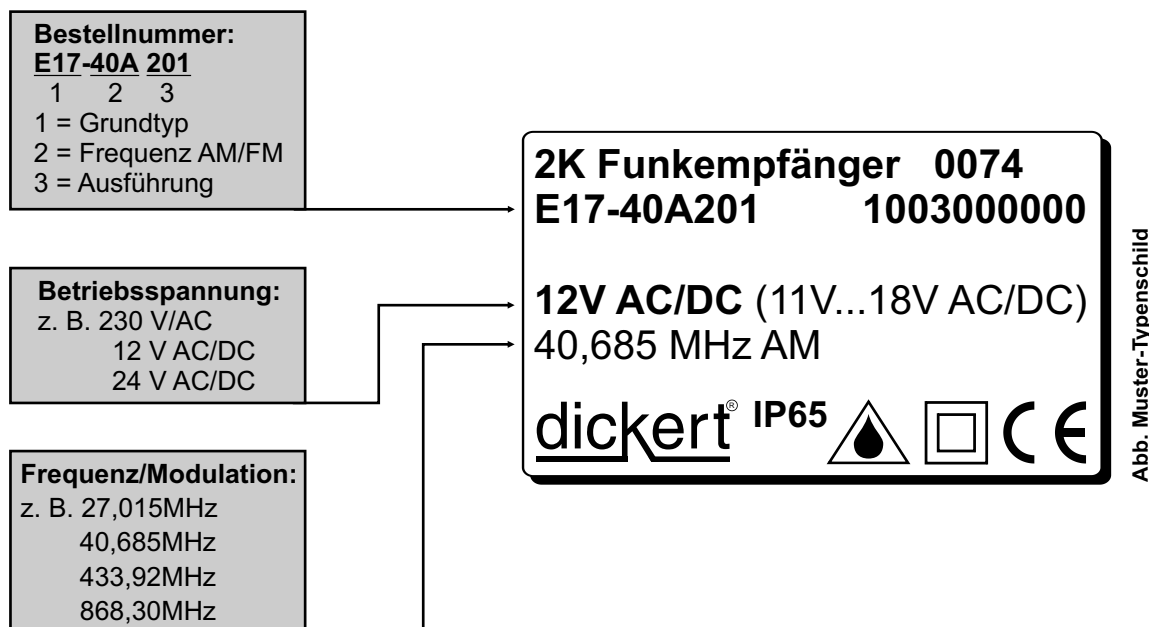 Bestellnummer:
E17-40A 201
1 2 3
1 = Grundtyp
2 = Frequenz AM/FM
3 = Ausführung
Betriebsspannung:
z. B. 230 V/AC
12 V AC/DC
24 V AC/DC
Frequenz/Modulation:
z. B. 27,015MHz
40,685MHz
433,92MHz
868,30MHz
2K Funkempfänger 0074
E17-40A201 1003000000
12V AC/DC (11V...18V AC/DC)
40,685 MHz AM
dickert® IP65 CE
Abb. Muster-Typenschild